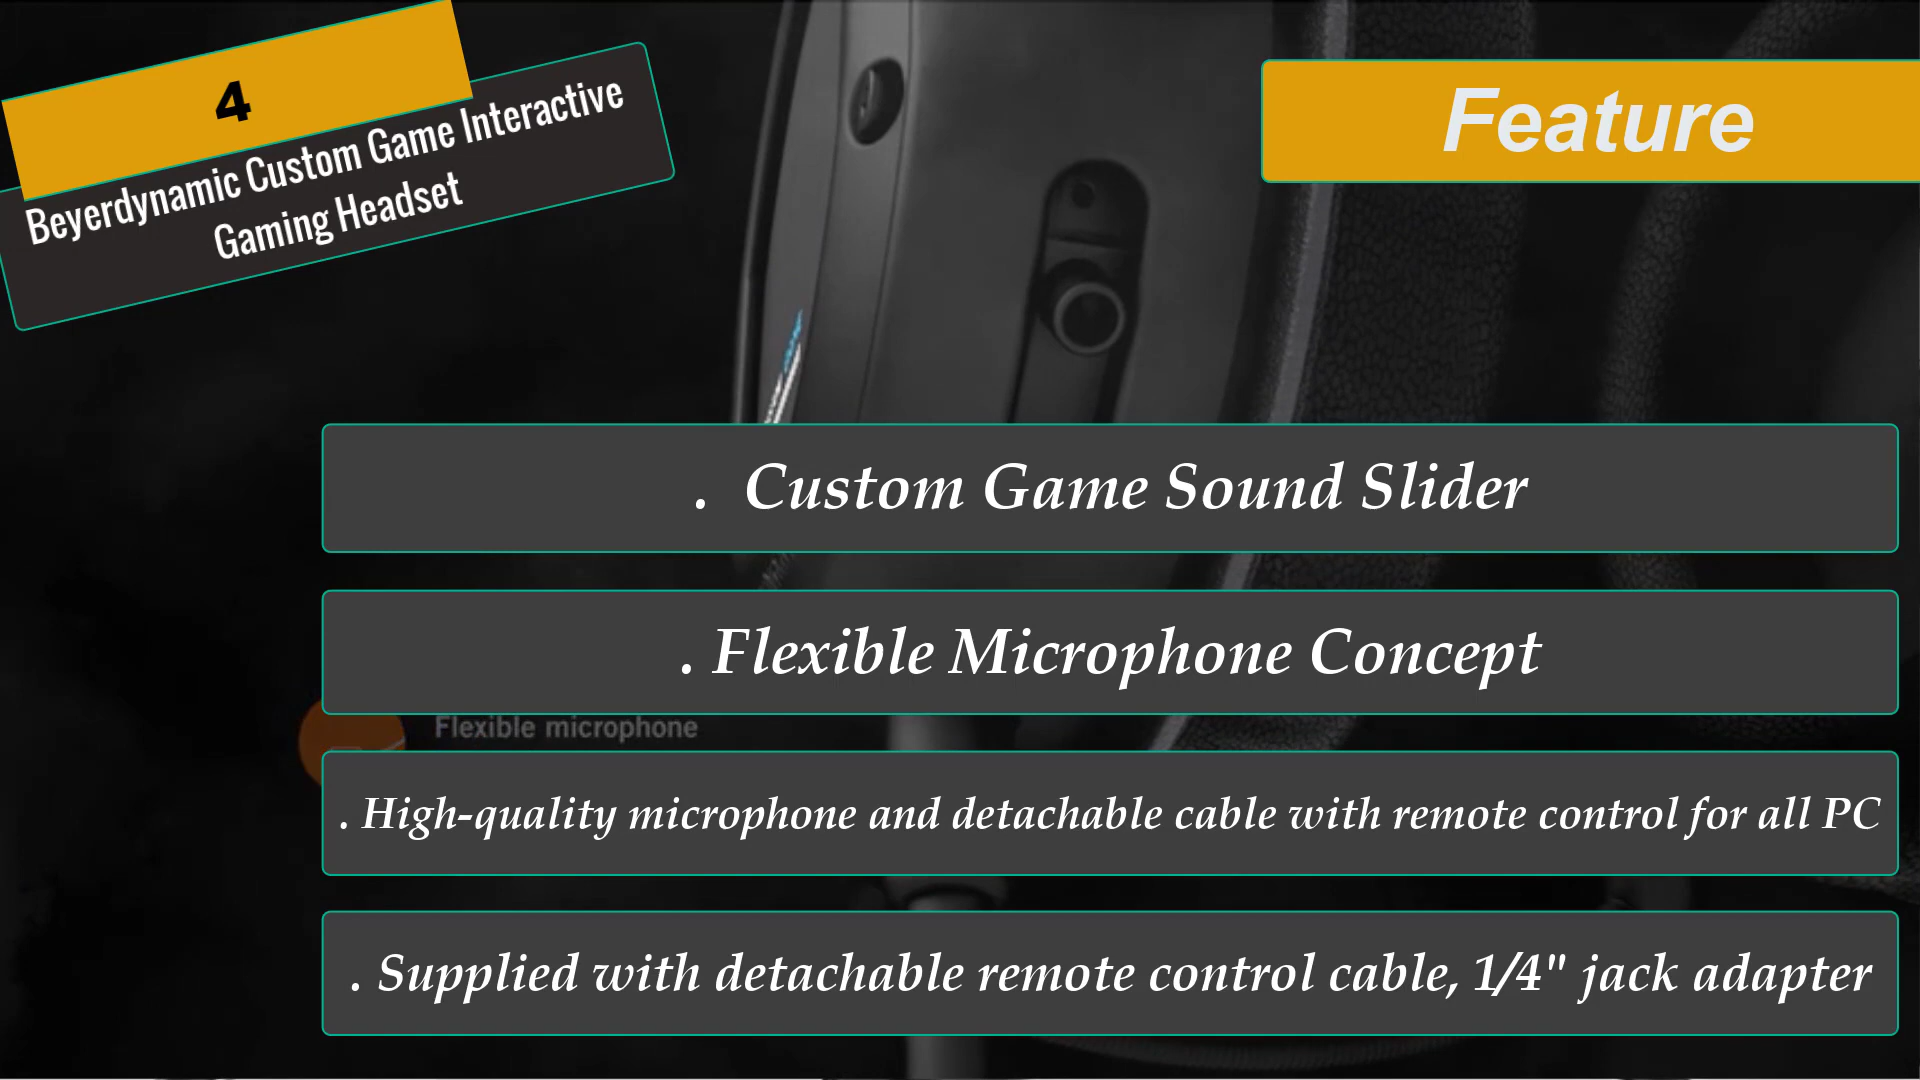 4
Beyerdynamic Custom Game Interactive
Gaming Headset
Feature
. Custom Game Sound Slider
. Flexible Microphone Concept
Flexible microphone
. High-quality microphone and detachable cable with remote control for all PC
. Supplied with detachable remote control cable, 1/4" jack adapter